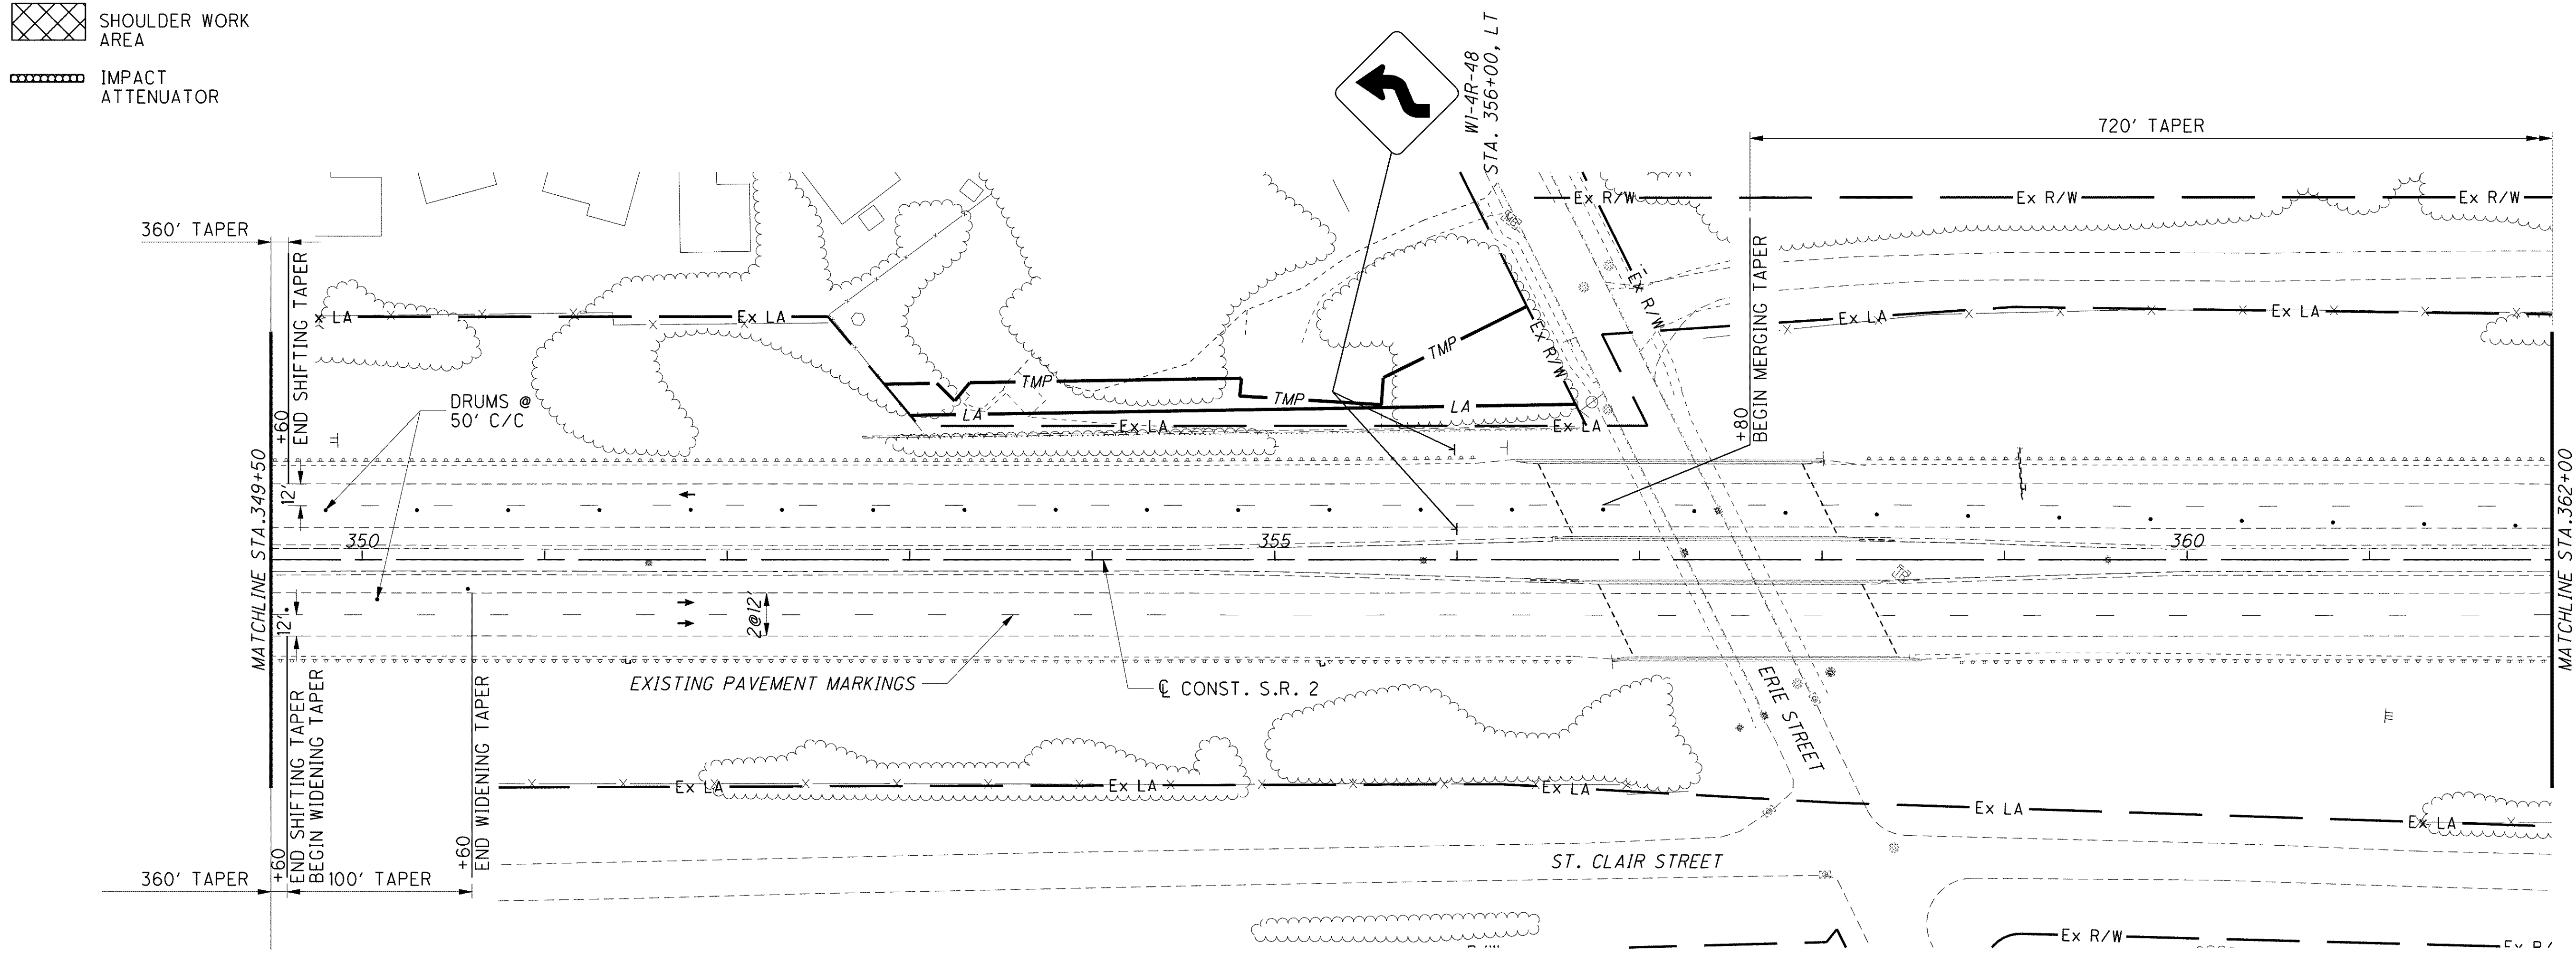 SHOULDER WORK
AREA
IMPACT
ATTENUATOR
W1-4R-48
STA. 356+00, LT
720' TAPER
360' TAPER
Ex R/W
Ex R/W
Ex R/W
+60
END SHIFTING TAPER
x LA
Ex LA
Ex R/W
Ex R/W
+80
BEGIN MERGING TAPER
Ex LA
Ex LA
TMP
TMP
TMP
LA
LA
Ex LA
Ex LA
DRUMS @
50' C/C
MATCHLINE STA.349+50
12'
350
355
360
MATCHLINE STA.362+00
12'
2@12'
EXISTING PAVEMENT MARKINGS
℄ CONST. S.R. 2
ERIE STREET
+60
END SHIFTING TAPER
BEGIN WIDENING TAPER
+60
END WIDENING TAPER
Ex LA
Ex LA
Ex LA
Ex LA
Ex LA
360' TAPER
100' TAPER
ST. CLAIR STREET
Ex R/W